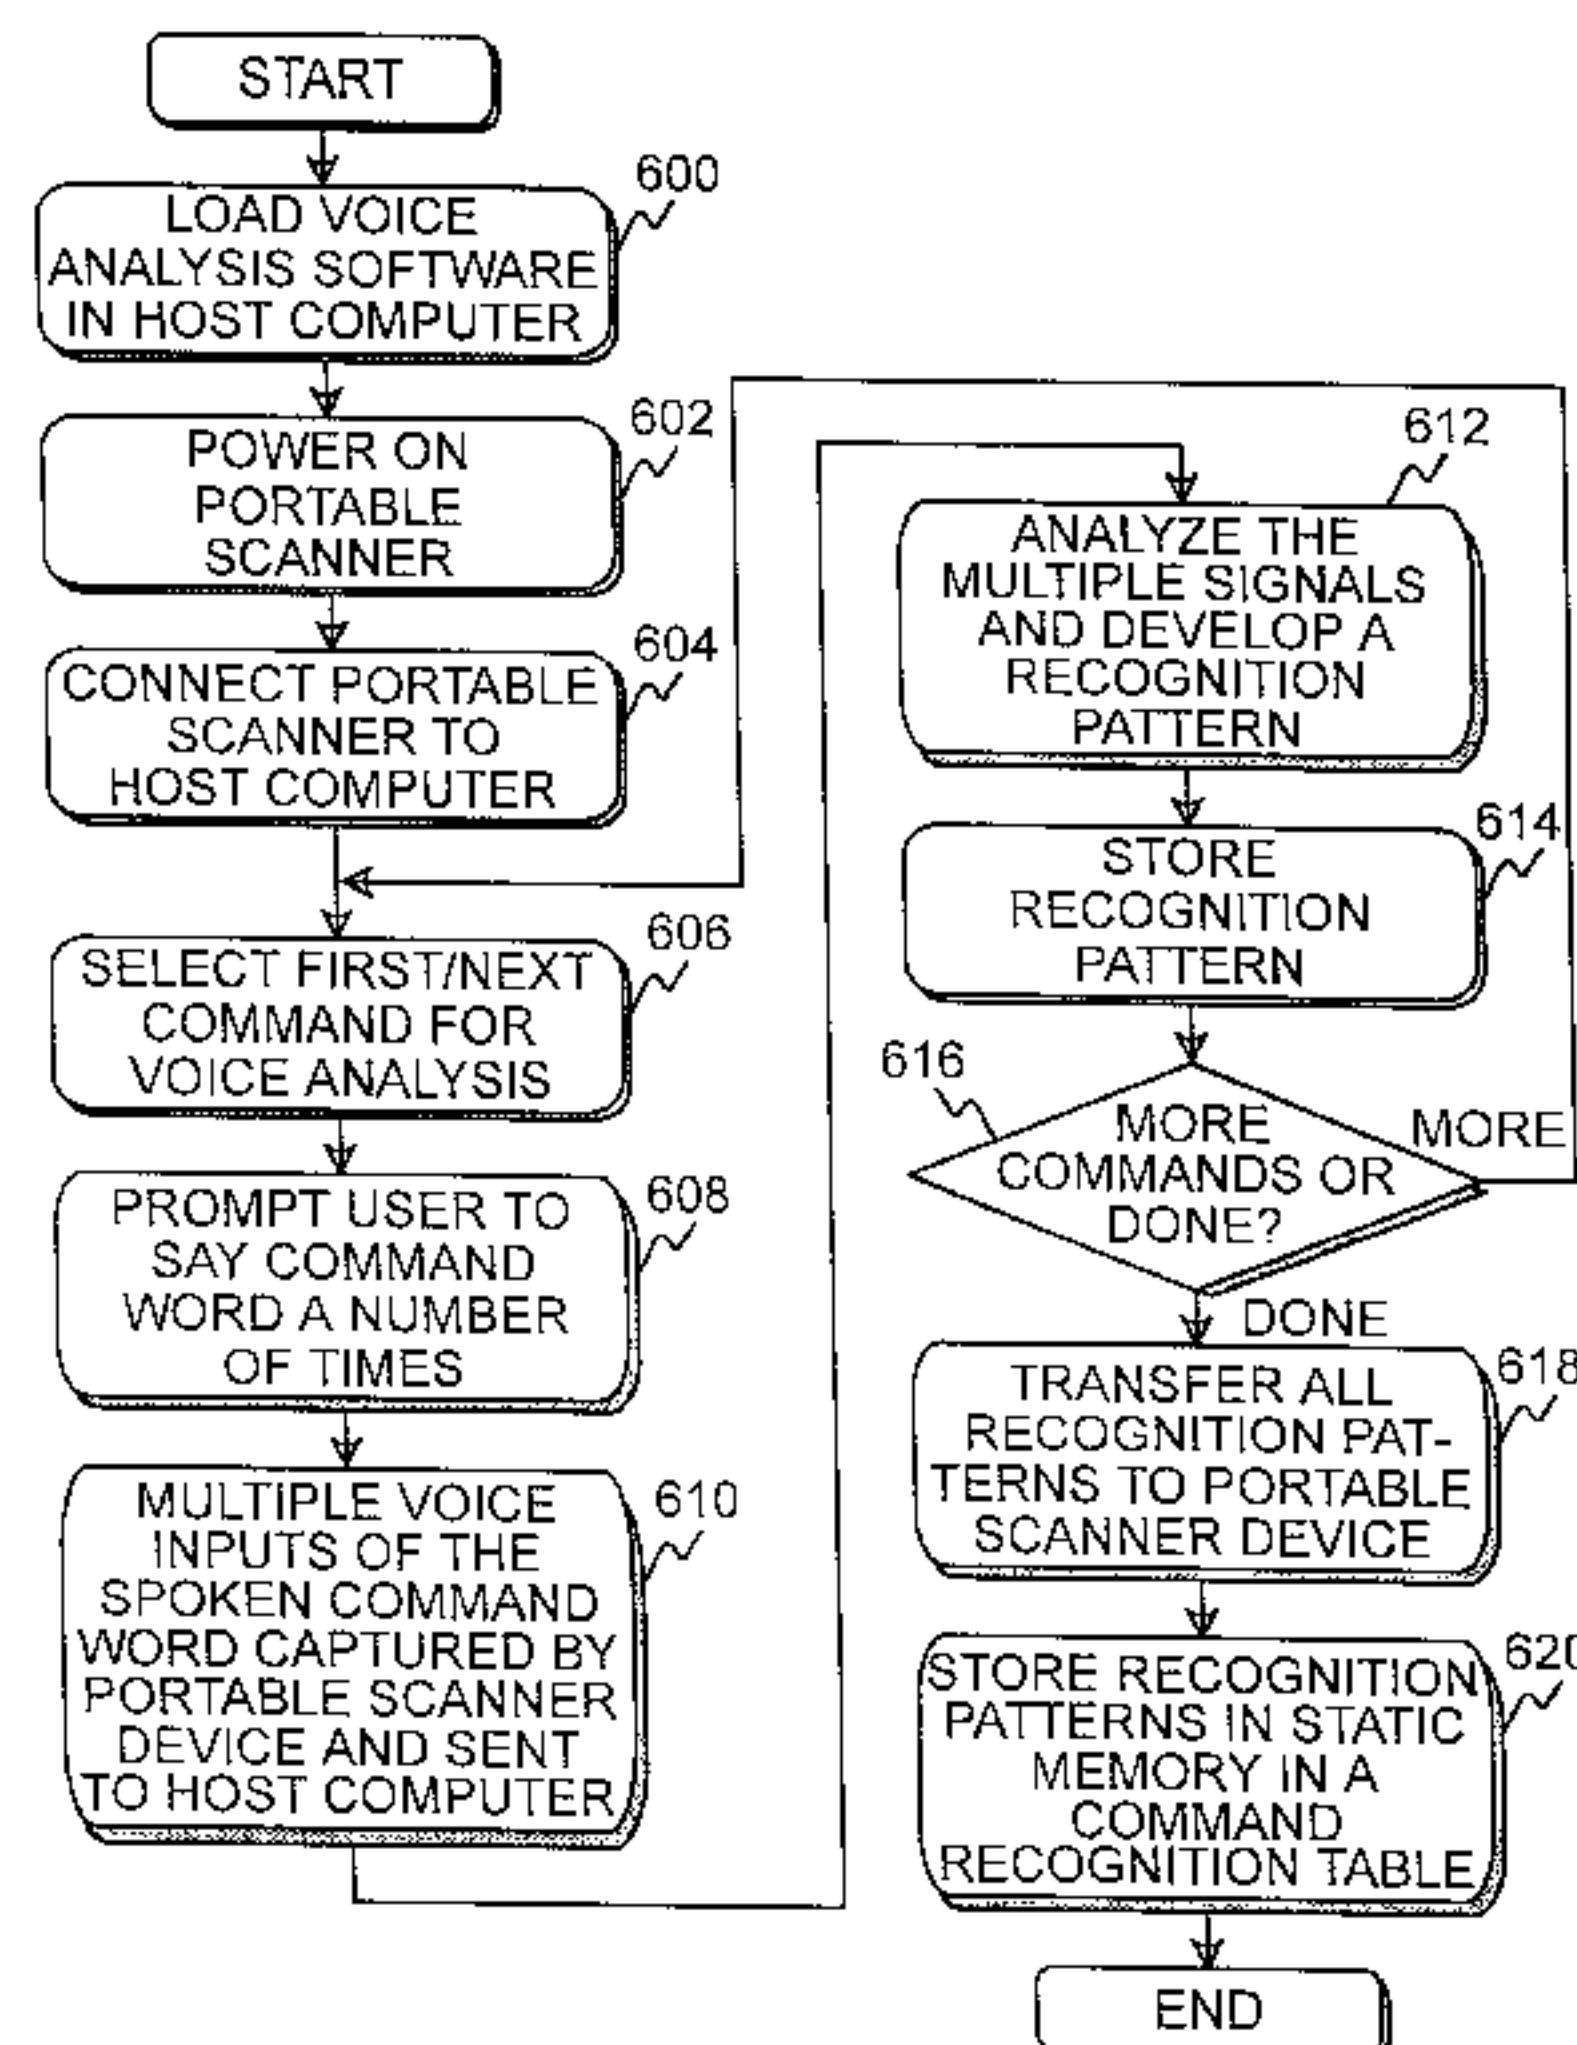 START
600
LOAD VOICE
ANALYSIS SOFTWARE
IN HOST COMPUTER
602
POWER ON
PORTABLE
SCANNER
604
CONNECT PORTABLE
SCANNER TO
HOST COMPUTER
606
SELECT FIRST/NEXT
COMMAND FOR
VOICE ANALYSIS
608
PROMPT USER TO
SAY COMMAND
WORD A NUMBER
OF TIMES
610
MULTIPLE VOICE
INPUTS OF THE
SPOKEN COMMAND
WORD CAPTURED BY
PORTABLE SCANNER
DEVICE AND SENT
TO HOST COMPUTER
612
ANALYZE THE
MULTIPLE SIGNALS
AND DEVELOP A
RECOGNITION
PATTERN
614
STORE
RECOGNITION
PATTERN
616
MORE
COMMANDS OR
DONE?
MORE
DONE
618
TRANSFER ALL
RECOGNITION PAT-
TERNS TO PORTABLE
SCANNER DEVICE
620
STORE RECOGNITION
PATTERNS IN STATIC
MEMORY IN A
COMMAND
RECOGNITION TABLE
END